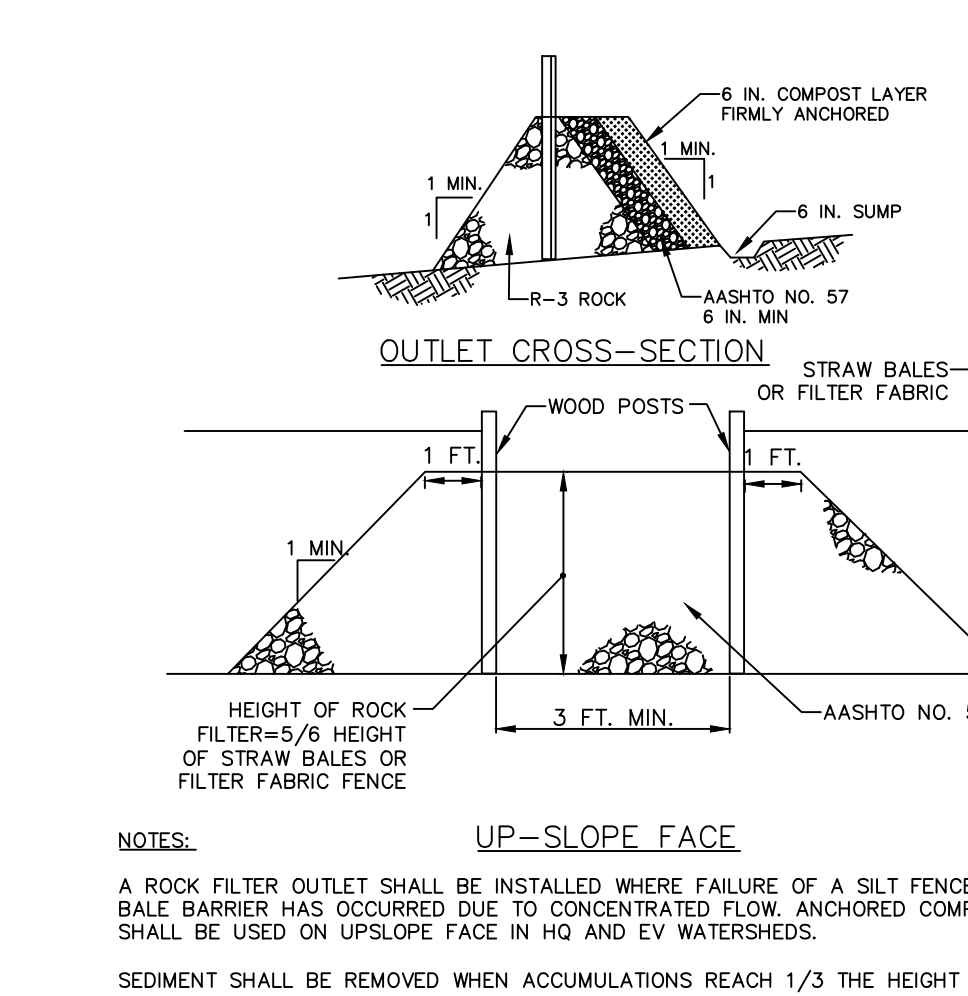 6 IN. COMPOST LAYER
FIRMLY ANCHORED
1 MIN.
1
1 MIN.
1
6 IN. SUMP
R-3 ROCK
AASHTO NO. 57
6 IN. MIN
OUTLET CROSS-SECTION
STRAW BALES
OR FILTER FABRIC
WOOD POSTS
1 FT.
1 FT.
1 MIN.
HEIGHT OF ROCK
FILTER=5/6 HEIGHT
OF STRAW BALES OR
FILTER FABRIC FENCE
3 FT. MIN.
AASHTO NO.
UP-SLOPE FACE
NOTES:
A ROCK FILTER OUTLET SHALL BE INSTALLED WHERE FAILURE OF A SILT FENCE
BALE BARRIER HAS OCCURRED DUE TO CONCENTRATED FLOW. ANCHORED COMP
SHALL BE USED ON UPSLOPE FACE IN HQ AND EV WATERSHEDS.
SEDIMENT SHALL BE REMOVED WHEN ACCUMULATIONS REACH 1/3 THE HEIGHT